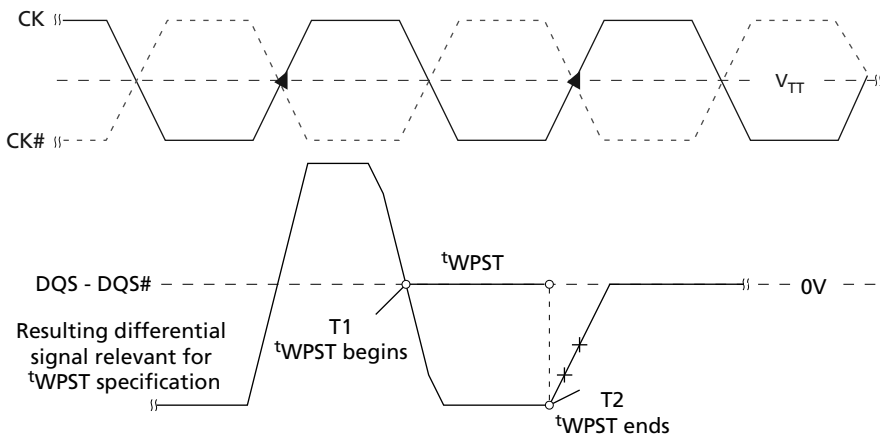 CK
V_TT
CK#
tWPST
DQS - DQS#
0V
T1
tWPST begins
Resulting differential
signal relevant for
tWPST specification
T2
tWPST ends